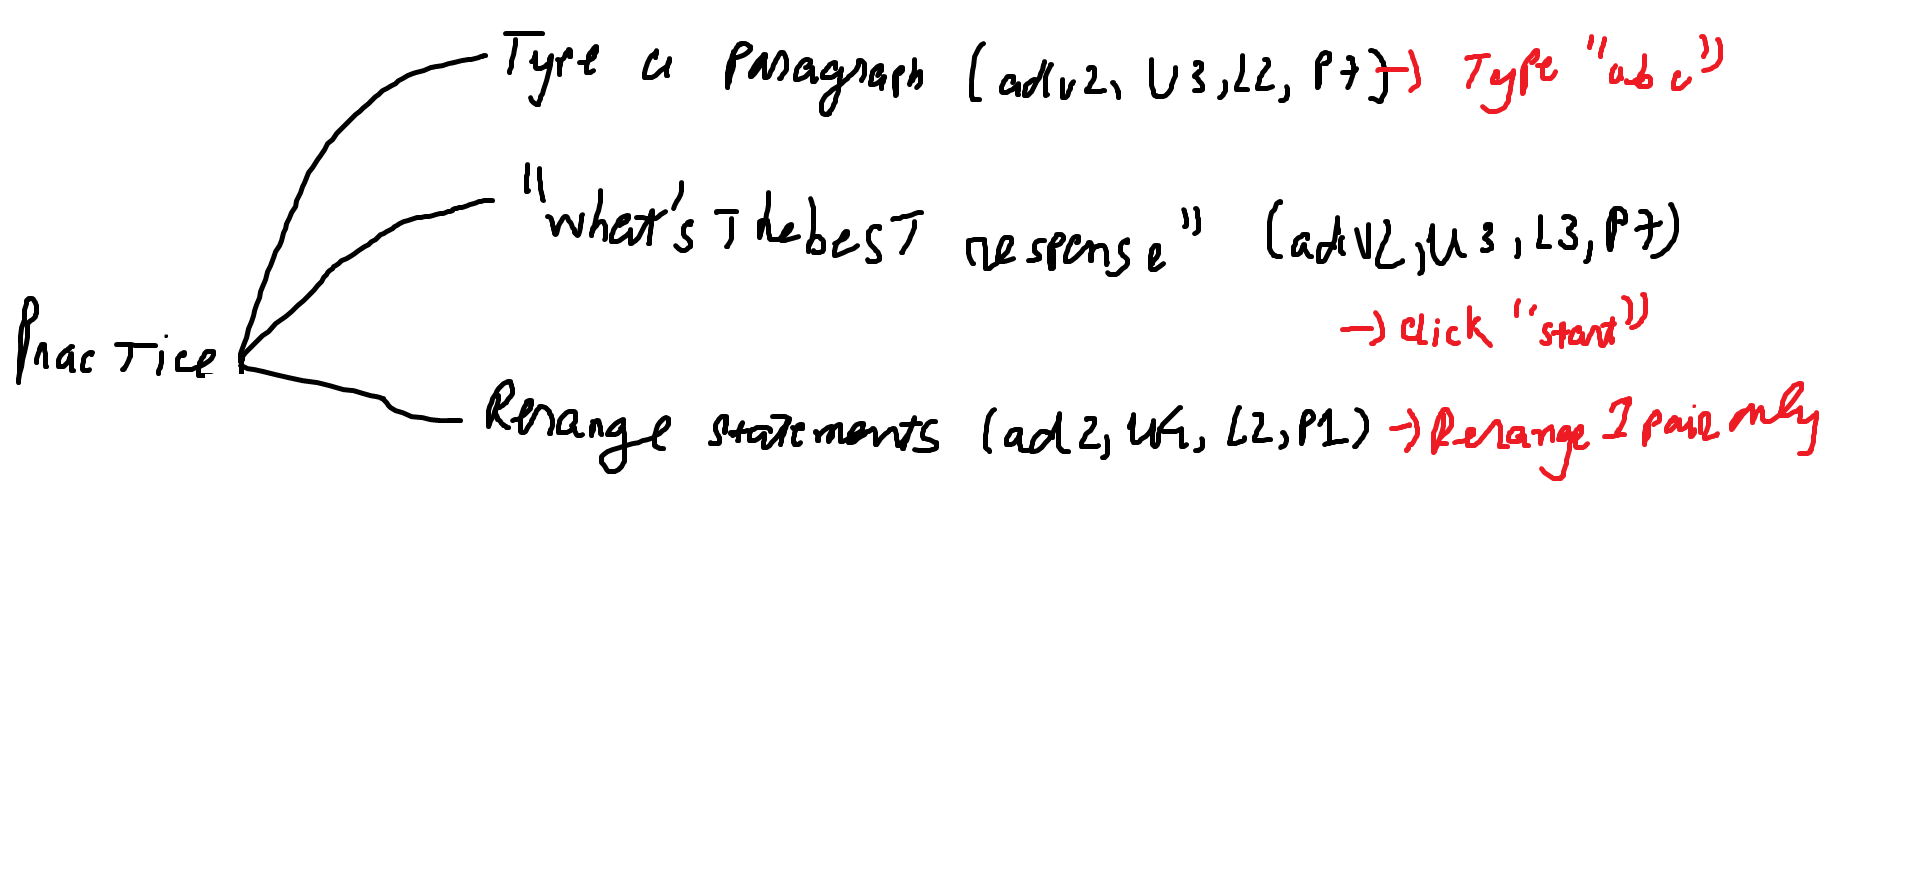 Type a Paragraph (adv2, U3, L2, P7) → Type "abc"
"what's The best response" (adv2, U3, L3, P7)
→ click "start"
Practice
Rerange statements (ad2, U4, L2, P1) → Rerange 1 pair only